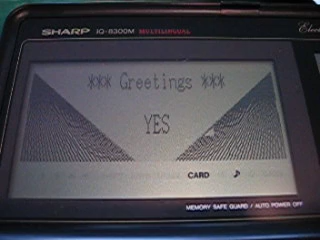 SHARP IQ-8300M MULTILINGUAL
*** Greetings ***
YES
CARD
MEMORY SAFE GUARD / AUTO POWER OFF